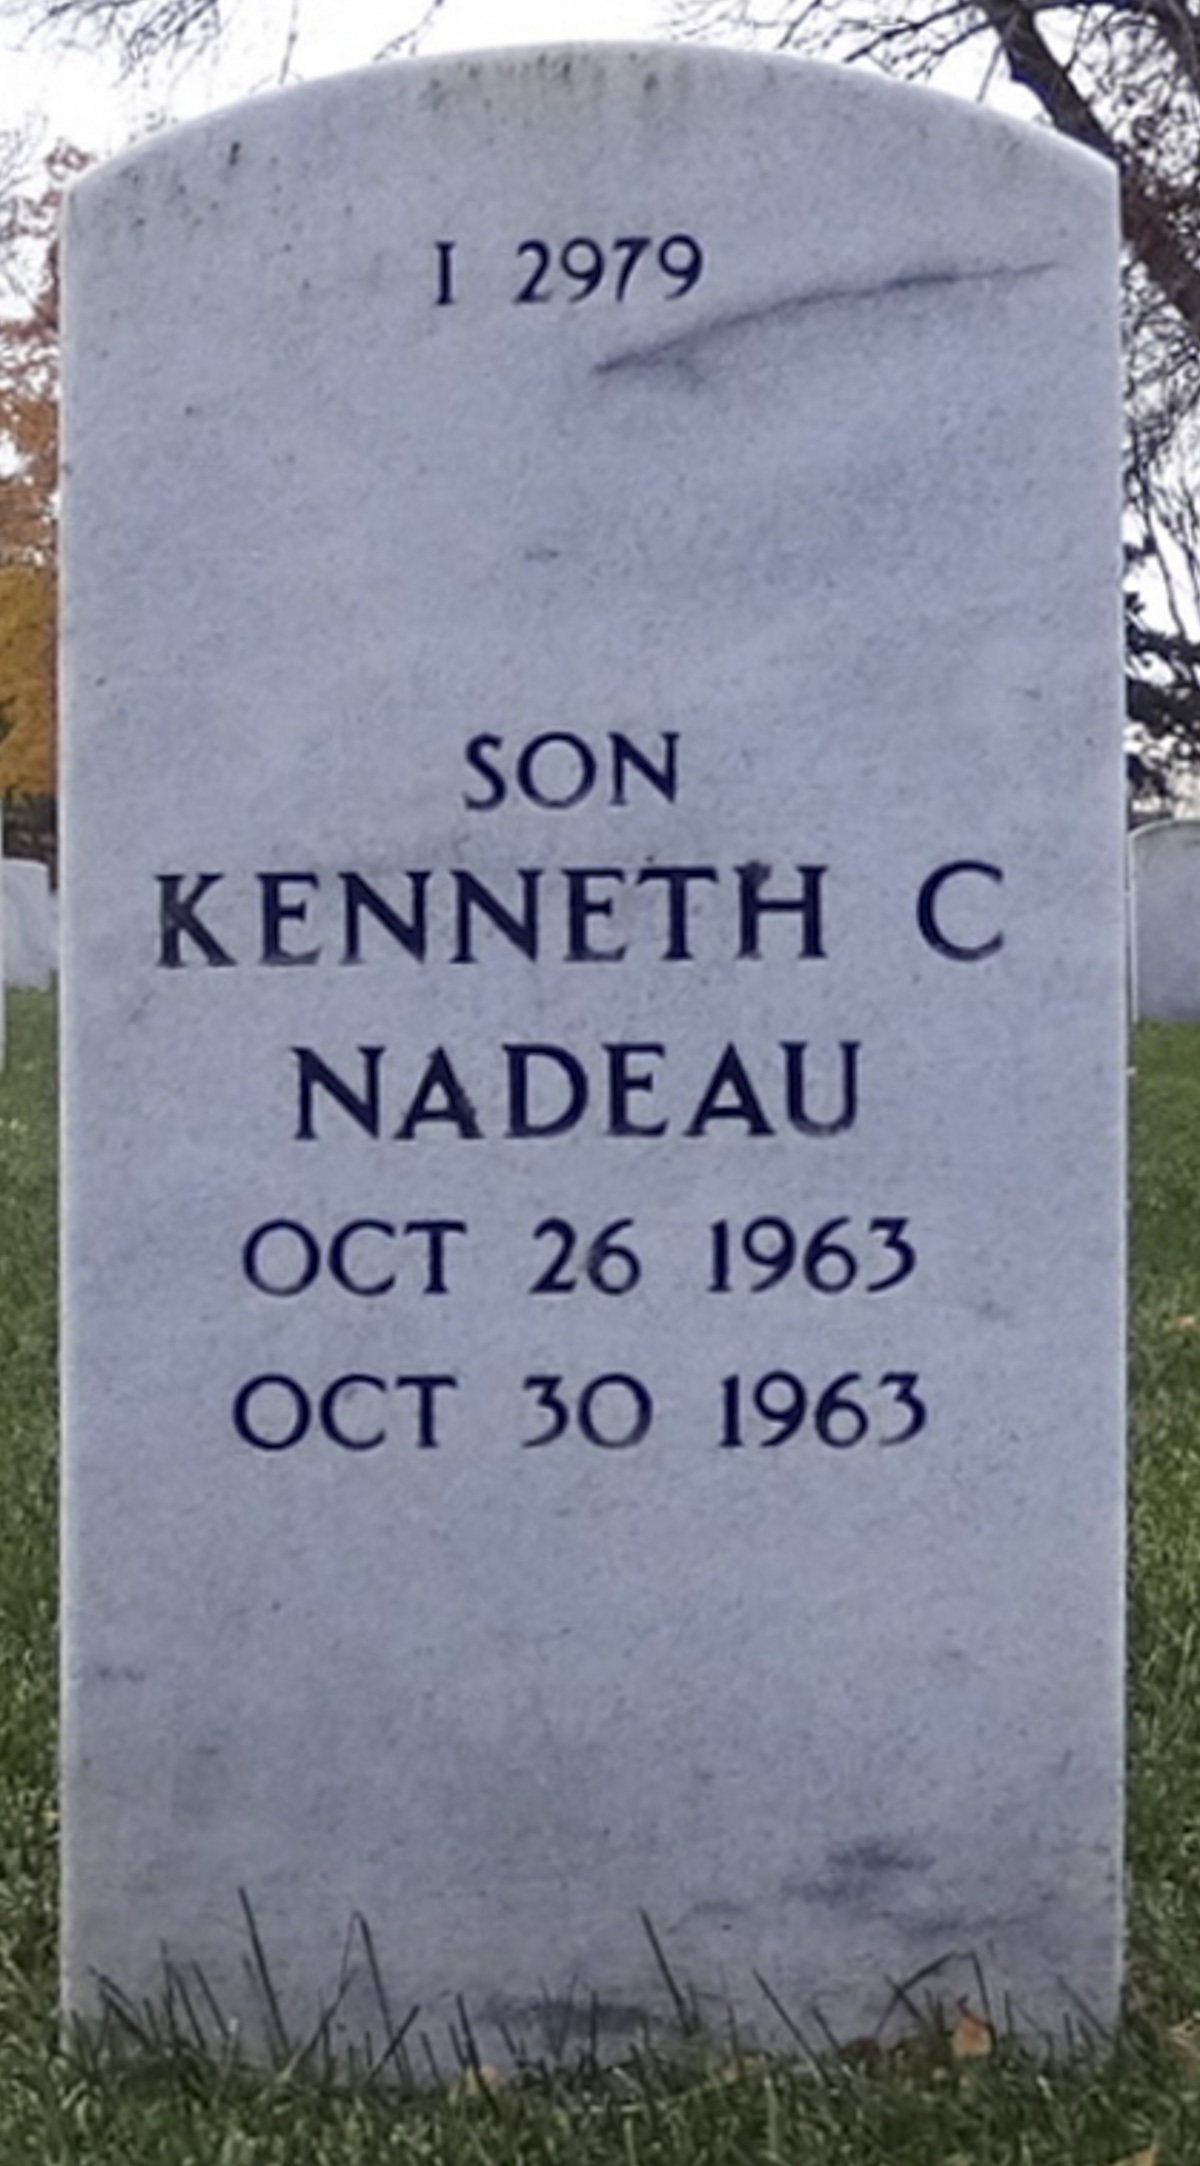 I 2979
SON
KENNETH C
NADEAU
OCT 26 1963
OCT 30 1963